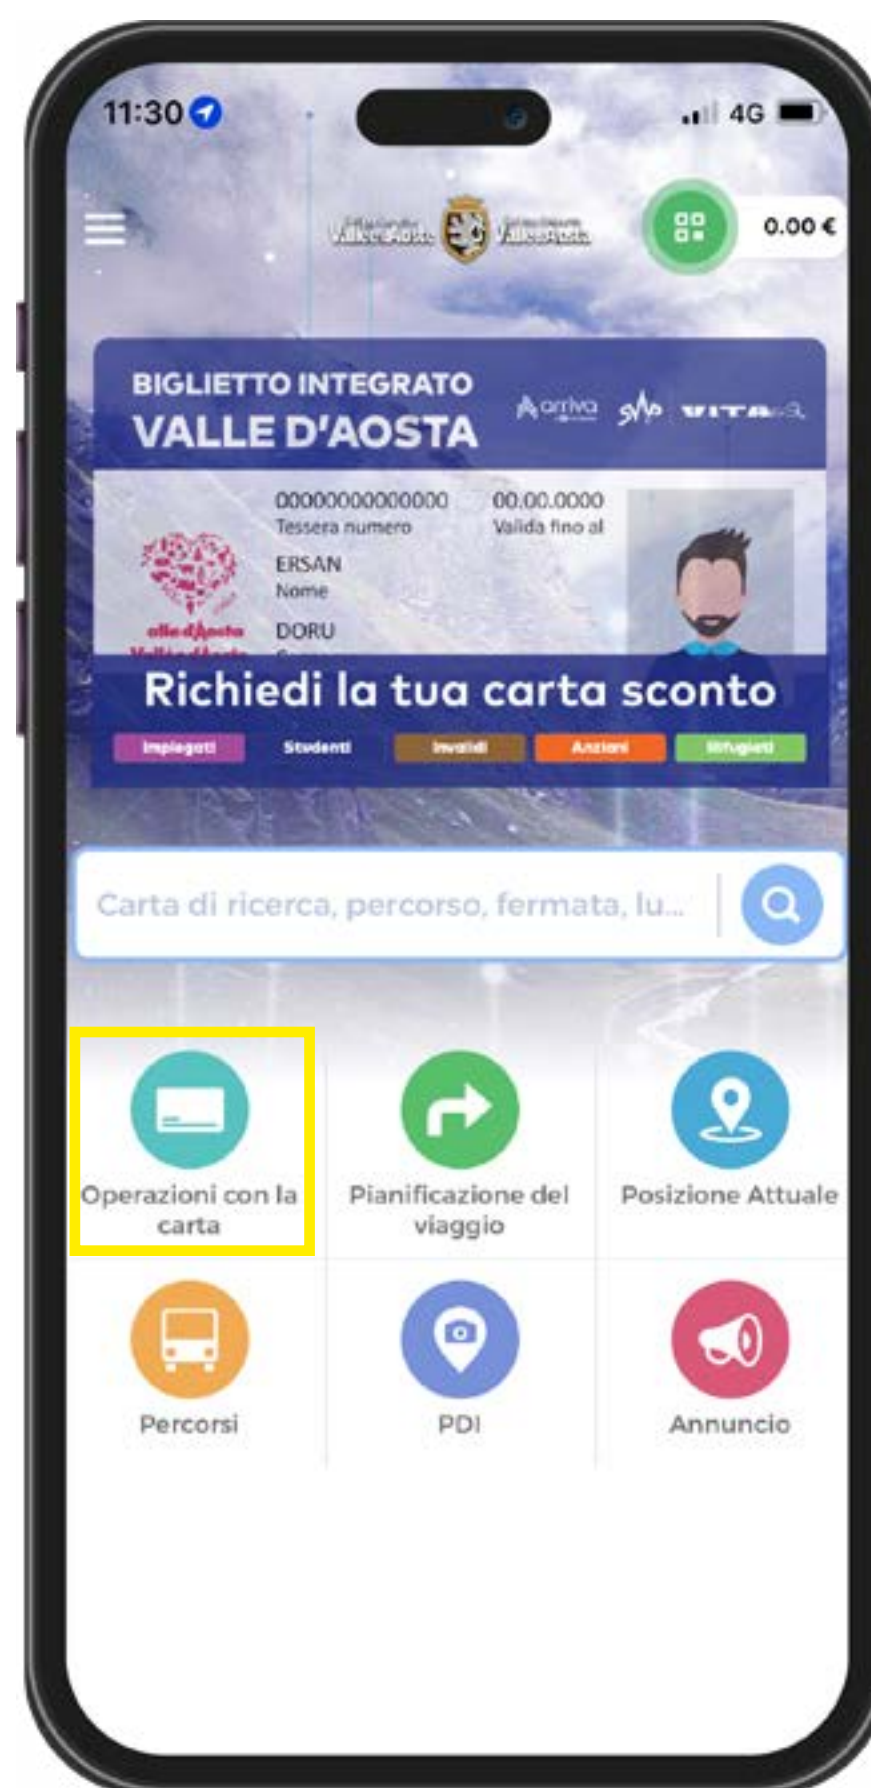 11:30
4G
0.00 €
BIGLIETTO INTEGRATO
VALLE D'AOSTA
arriva
SVAP
VITA
00000000000000
00.00.0000
Tessera numero
Valida fino al
ERSAN
Nome
DORU
Richiedi la tua carta sconto
Impiegati
Studenti
Invalidi
Anziani
Rifugiati
Carta di ricerca, percorso, fermata, lu...
Operazioni con la
carta
Pianificazione del
viaggio
Posizione Attuale
Percorsi
PDI
Annuncio